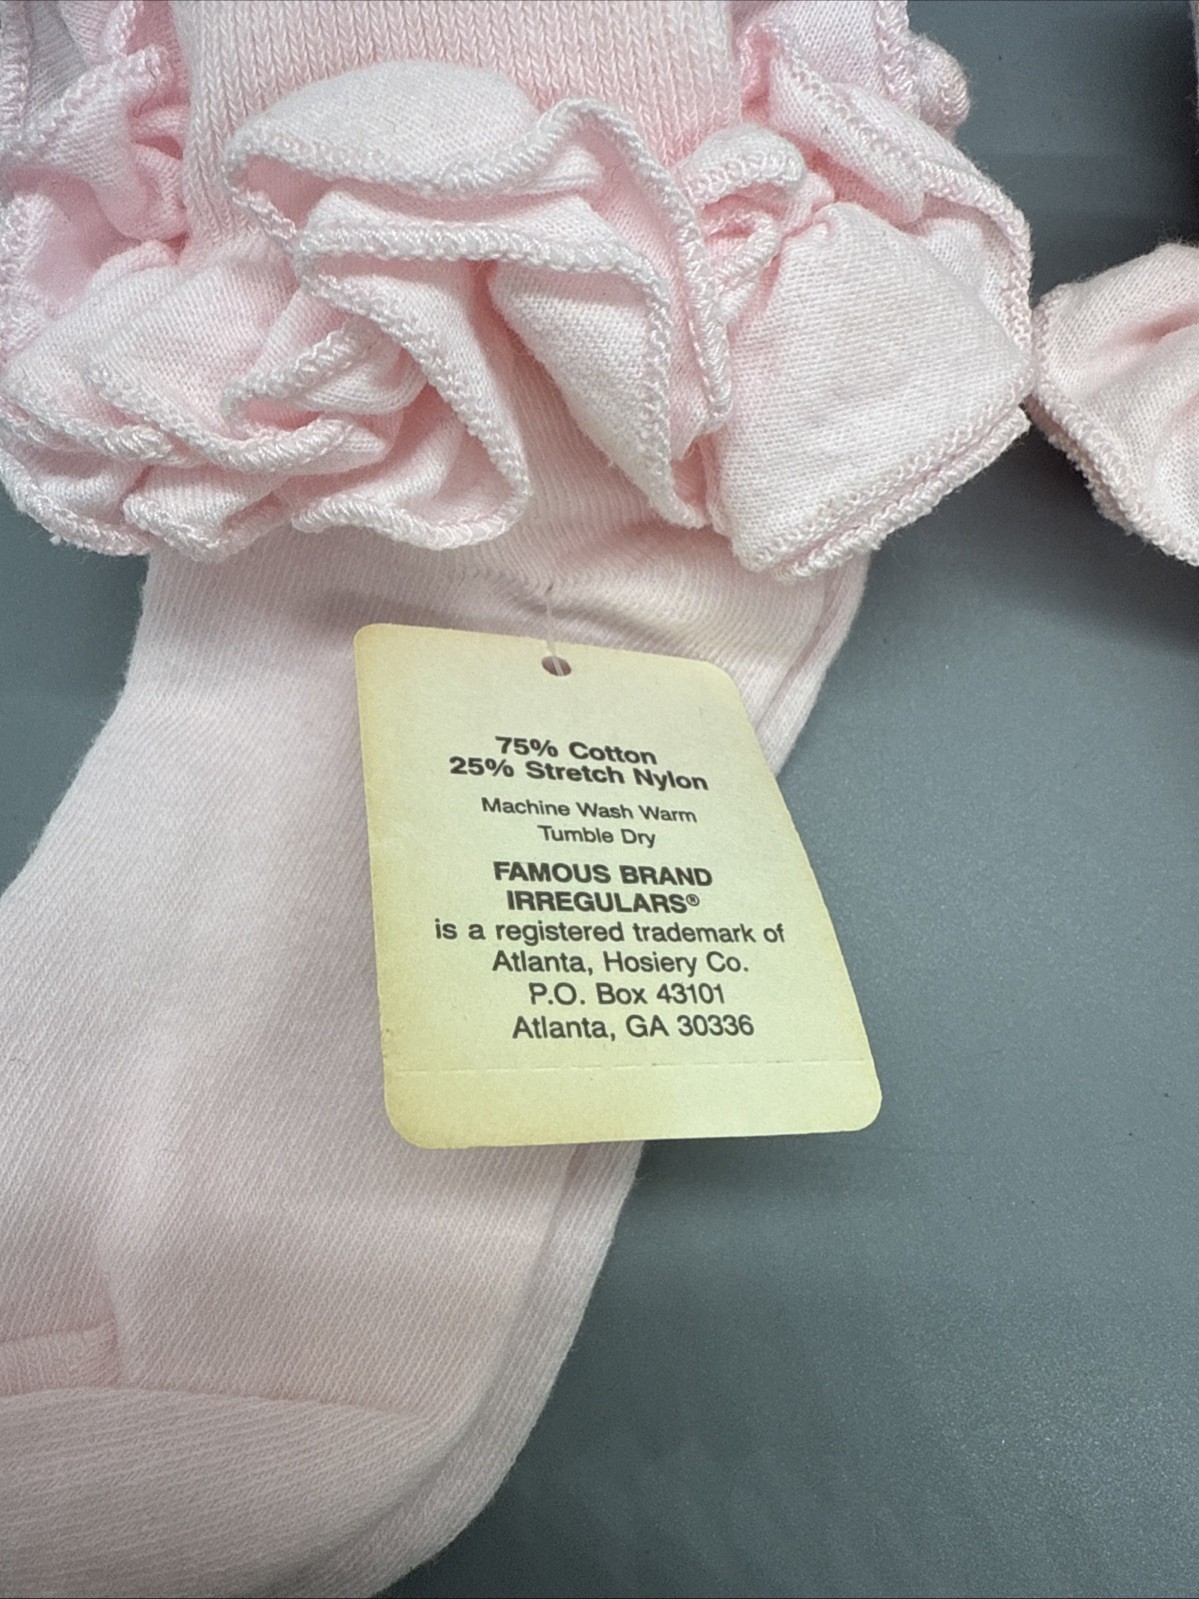 75% Cotton
25% Stretch Nylon
Machine Wash Warm
Tumble Dry
FAMOUS BRAND
IRREGULARS®
is a registered trademark of
Atlanta, Hosiery Co.
P.O. Box 43101
Atlanta, GA 30336